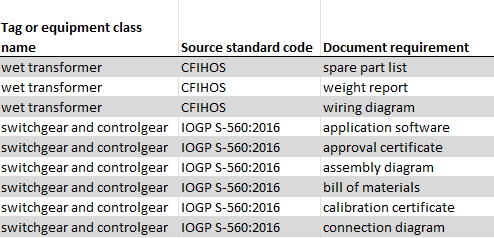 Tag or equipment class
name Source standard code Document requirement
wet transformer CFIHOS spare part list
wet transformer CFIHOS weight report
wet transformer CFIHOS wiring diagram
switchgear and controlgear IOGP S-560:2016 application software
switchgear and controlgear IOGP S-560:2016 approval certificate
switchgear and controlgear IOGP S-560:2016 assembly diagram
switchgear and controlgear IOGP S-560:2016 bill of materials
switchgear and controlgear IOGP S-560:2016 calibration certificate
switchgear and controlgear IOGP S-560:2016 connection diagram